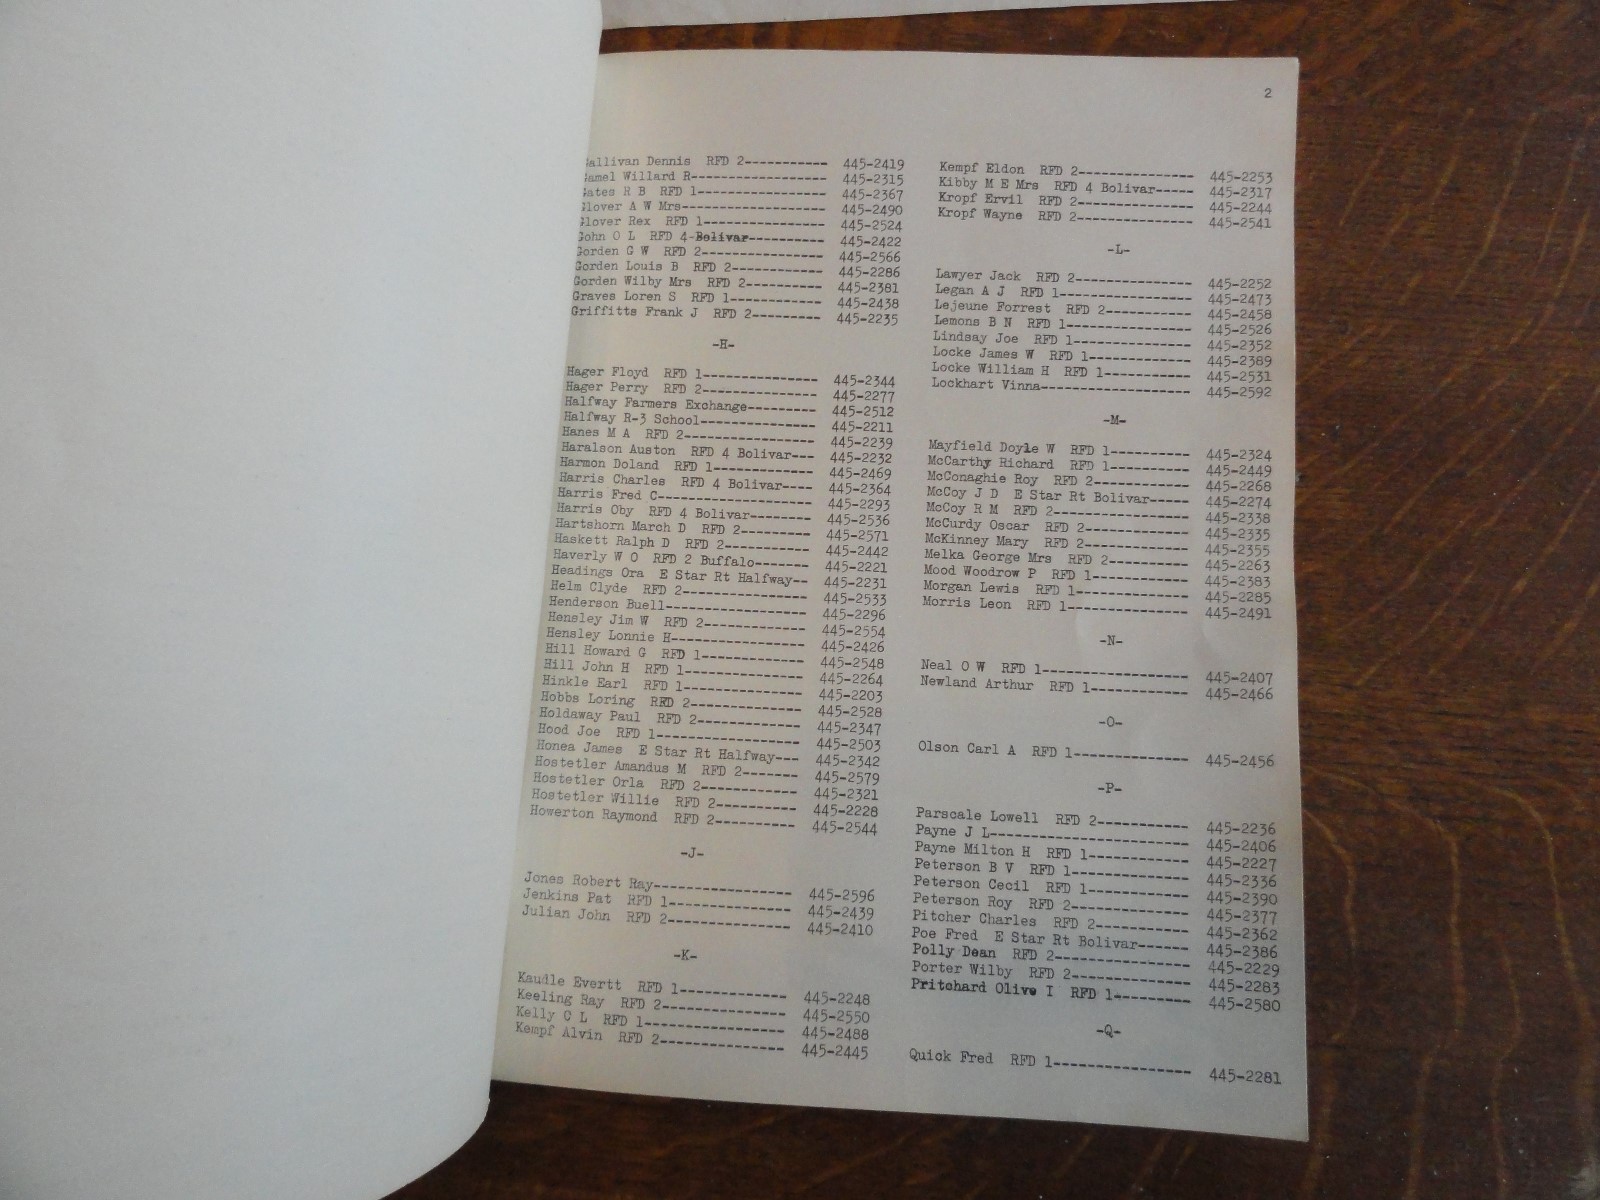 2
allivan Dennis RFD 2----------- 445-2419
amel Willard R----------------- 445-2315
ates R B RFD 1---------------- 445-2367
lover A W Mrs------------------ 445-2490
lover Rex RFD 1--------------- 445-2524
Gohn O L RFD 4-Bolivar---------- 445-2422
Gorden G W RFD 2--------------- 445-2566
Gorden Louis B RFD 2----------- 445-2286
Gorden Wilby Mrs RFD 2---------- 445-2381
Graves Loren S RFD 1----------- 445-2438
Griffitts Frank J RFD 2--------- 445-2235
-H-
Hager Floyd RFD 1-------------- 445-2344
Hager Perry RFD 2-------------- 445-2277
Halfway Farmers Exchange--------- 445-2512
Halfway R-3 School-------------- 445-2211
Hanes M A RFD 2---------------- 445-2239
Haralson Auston RFD 4 Bolivar--- 445-2232
Harmon Doland RFD 1------------ 445-2469
Harris Charles RFD 4 Bolivar---- 445-2364
Harris Fred C------------------- 445-2293
Harris Oby RFD 4 Bolivar-------- 445-2536
Hartshorn March D RFD 2--------- 445-2571
Haskett Ralph D RFD 2----------- 445-2442
Haverly W O RFD 2 Buffalo------- 445-2221
Headings Ora E Star Rt Halfway-- 445-2231
Helm Clyde RFD 2--------------- 445-2533
Henderson Buell----------------- 445-2296
Hensley Jim W RFD 2------------ 445-2554
Hensley Lonnie H---------------- 445-2426
Hill Howard G RFD 1------------ 445-2548
Hill John H RFD 1-------------- 445-2264
Hinkle Earl RFD 1-------------- 445-2203
Hobbs Loring RFD 2------------- 445-2528
Holdaway Paul RFD 2------------ 445-2347
Hood Joe RFD 1----------------- 445-2503
Honea James E Star Rt Halfway--- 445-2342
Hostetler Amandus M RFD 2------- 445-2579
Hostetler Orla RFD 2----------- 445-2321
Hostetler Willie RFD 2---------- 445-2228
Howerton Raymond RFD 2---------- 445-2544
-J-
Jones Robert Ray---------------- 445-2596
Jenkins Pat RFD 1-------------- 445-2439
Julian John RFD 2-------------- 445-2410
-K-
Kaudle Evertt RFD 1------------ 445-2248
Keeling Ray RFD 2-------------- 445-2550
Kelly C L RFD 1---------------- 445-2488
Kempf Alvin RFD 2-------------- 445-2445
Kempf Eldon RFD 2-------------- 445-2253
Kibby M E Mrs RFD 4 Bolivar----- 445-2317
Kropf Ervil RFD 2-------------- 445-2244
Kropf Wayne RFD 2-------------- 445-2541
-L-
Lawyer Jack RFD 2-------------- 445-2252
Legan A J RFD 1---------------- 445-2473
Lejeune Forrest RFD 2---------- 445-2458
Lemons B N RFD 1--------------- 445-2526
Lindsay Joe RFD 1-------------- 445-2352
Locke James W RFD 1------------ 445-2389
Locke William H RFD 1---------- 445-2531
Lockhart Vinna------------------ 445-2592
-M-
Mayfield Doyle W RFD 1---------- 445-2324
McCarthy Richard RFD 1---------- 445-2449
McConaghie Roy RFD 2------------ 445-2268
McCoy J D E Star Rt Bolivar----- 445-2274
McCoy R M RFD 2---------------- 445-2338
McCurdy Oscar RFD 2------------ 445-2335
McKinney Mary RFD 2------------ 445-2355
Melka George Mrs RFD 2---------- 445-2263
Mood Woodrow P RFD 1------------ 445-2383
Morgan Lewis RFD 1------------- 445-2285
Morris Leon RFD 1-------------- 445-2491
-N-
Neal O W RFD 1----------------- 445-2407
Newland Arthur RFD 1------------ 445-2466
-O-
Olson Carl A RFD 1------------- 445-2456
-P-
Parscale Lowell RFD 2----------- 445-2236
Payne J L----------------------- 445-2406
Payne Milton H RFD 1------------ 445-2227
Peterson B V RFD 1------------- 445-2336
Peterson Cecil RFD 1----------- 445-2390
Peterson Roy RFD 2------------- 445-2377
Pitcher Charles RFD 2----------- 445-2362
Poe Fred E Star Rt Bolivar------ 445-2386
Polly Dean RFD 2--------------- 445-2229
Porter Wilby RFD 2------------- 445-2283
Pritchard Olive I RFD 1--------- 445-2580
-Q-
Quick Fred RFD 1--------------- 445-2281